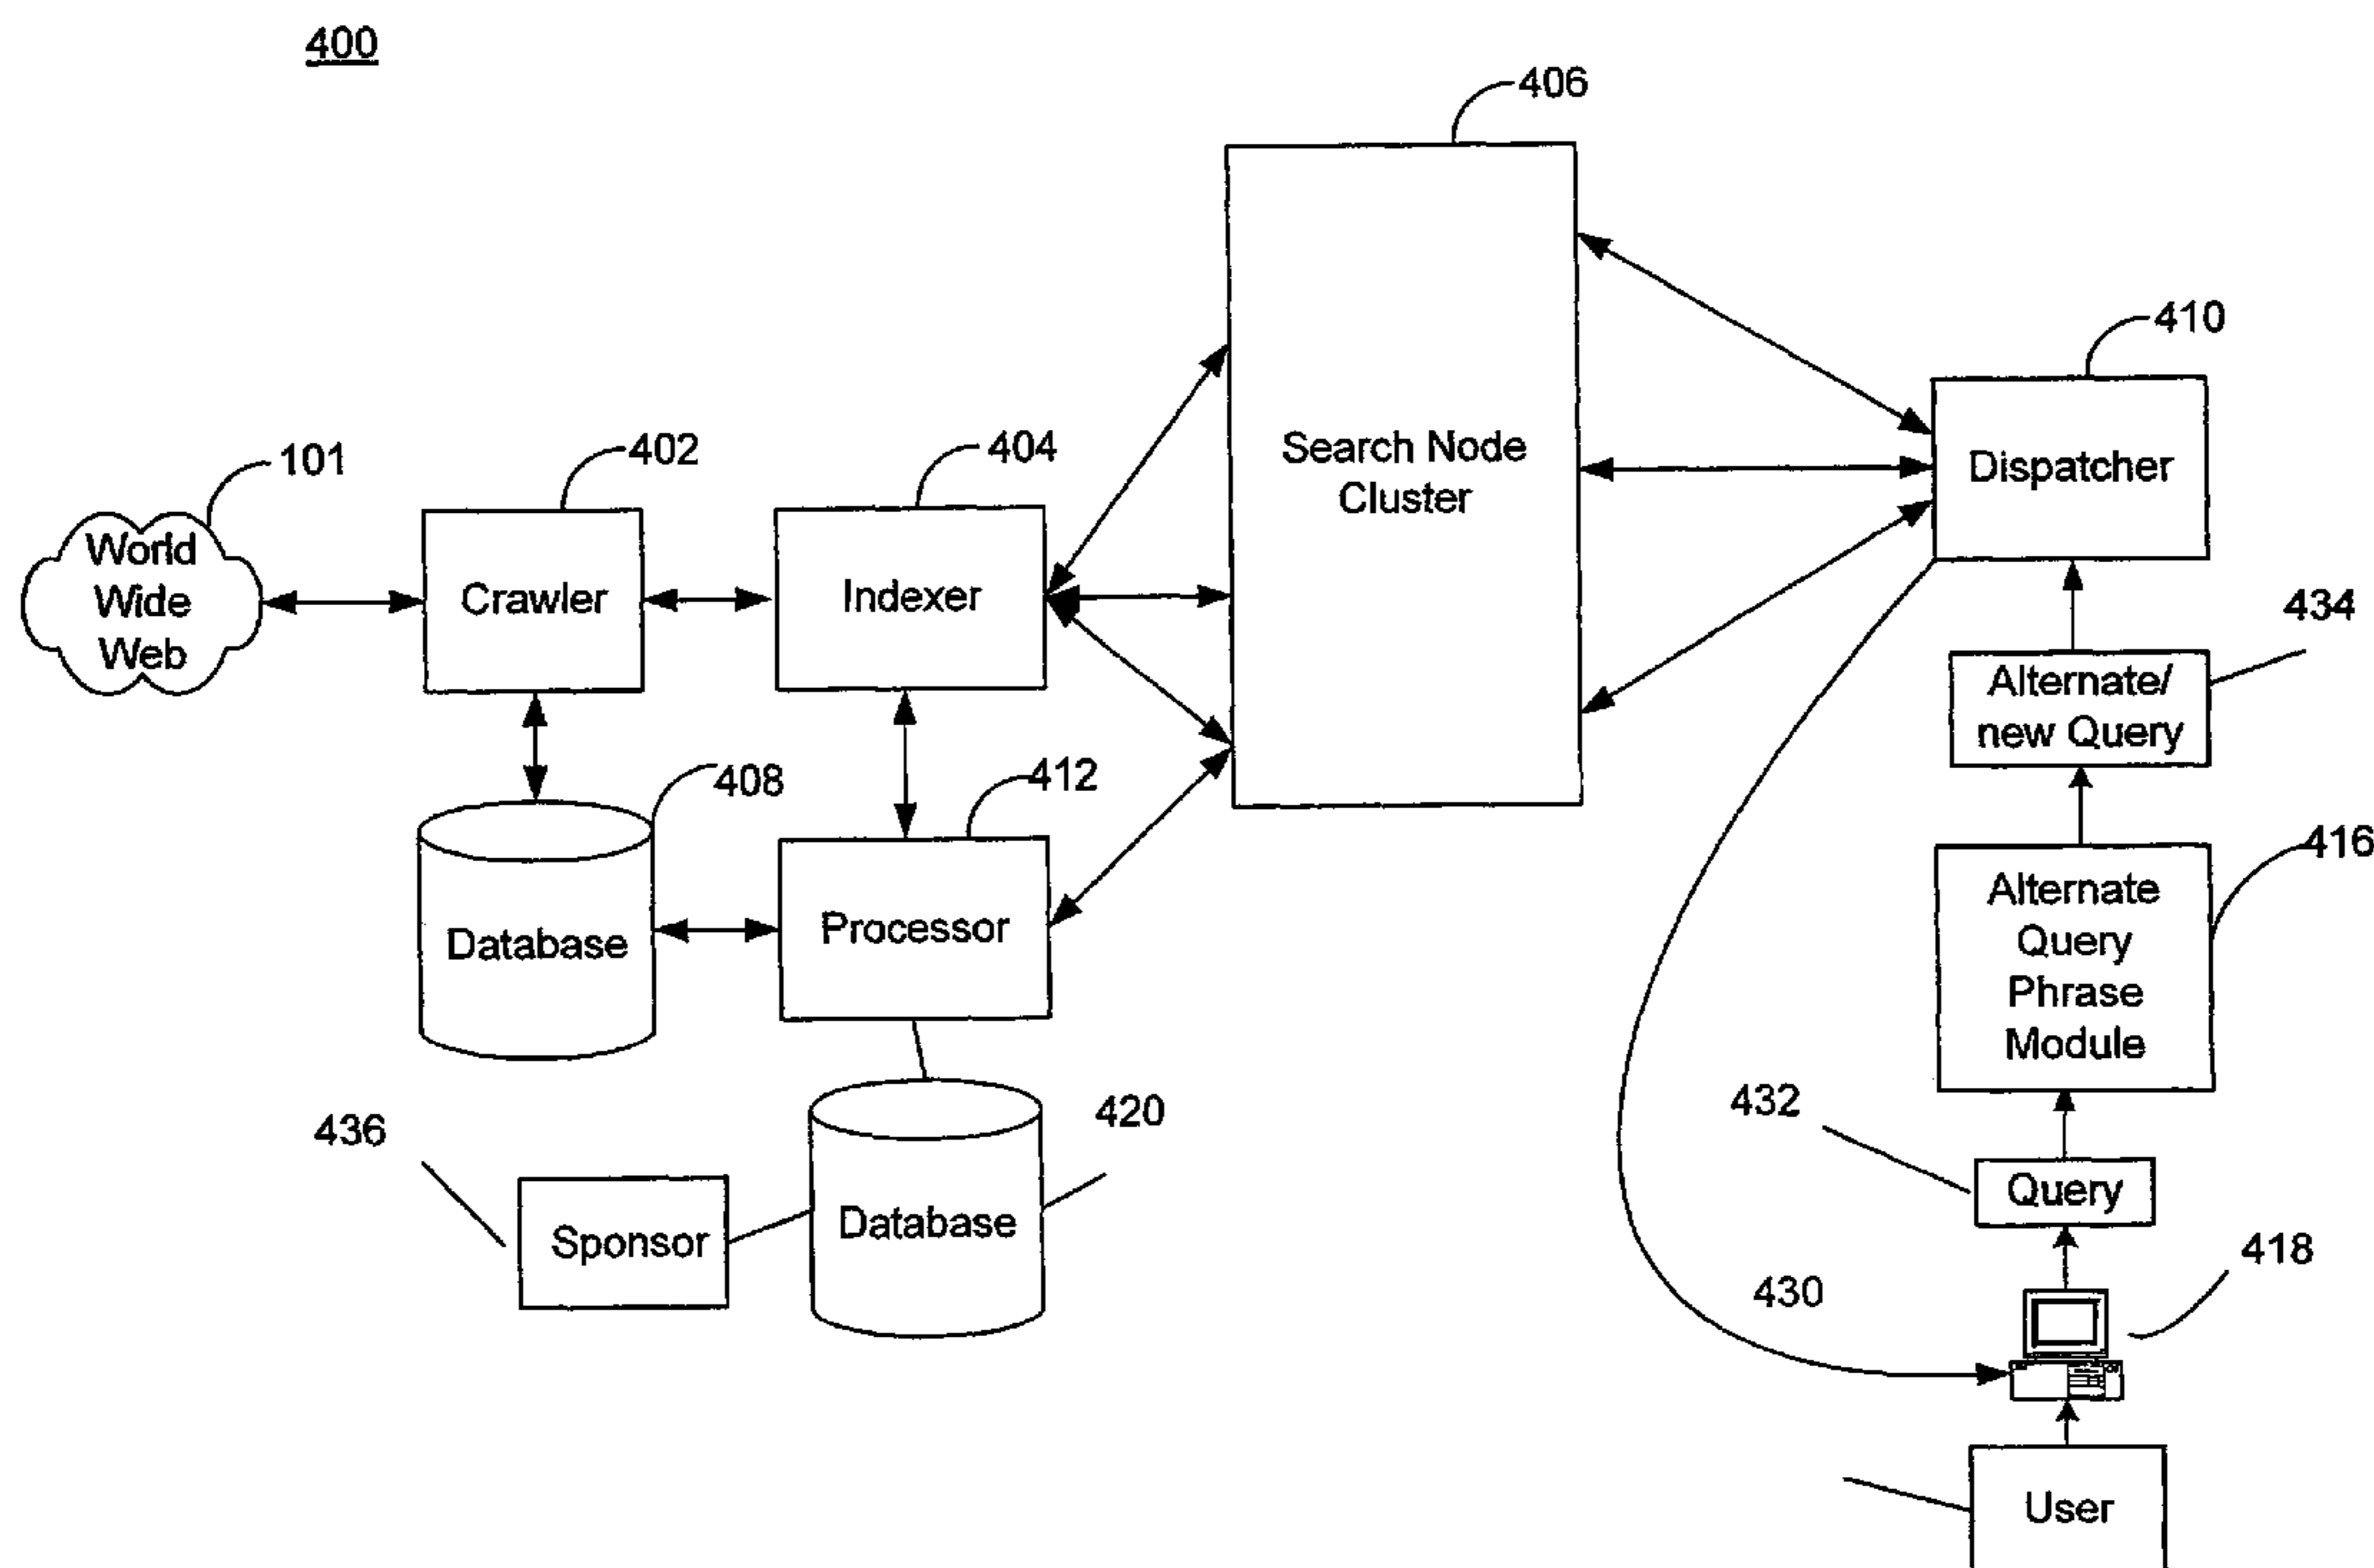 400
406
410
101
402
404
434
World
Wide
Web
Crawler
Indexer
Search Node
Cluster
Dispatcher
Alternate/
new Query
408
412
416
Database
Processor
Alternate
Query
Phrase
Module
436
420
432
Sponsor
Database
Query
430
418
User